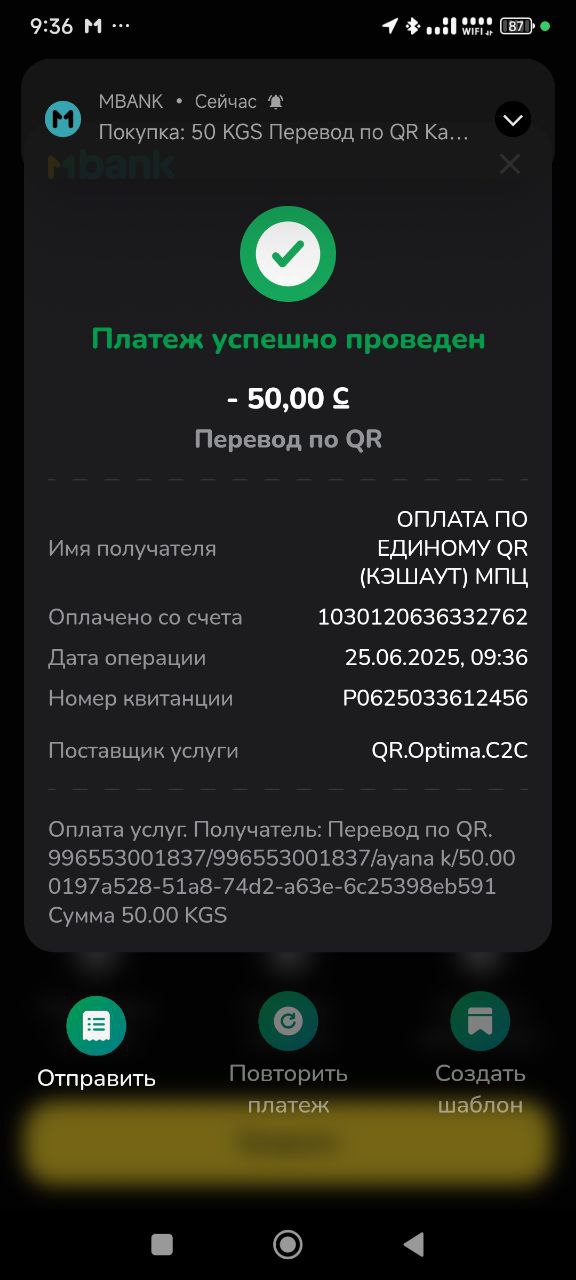 9:36
87
WIFI
MBANK • Сейчас
Покупка: 50 KGS Перевод по QR Ка...
Mbank
Платеж успешно проведен
- 50,00 С
Перевод по QR
Имя получателя
ОПЛАТА ПО
ЕДИНОМУ QR
(КЭШАУТ) МПЦ
Оплачено со счета 1030120636332762
Дата операции 25.06.2025, 09:36
Номер квитанции P0625033612456
Поставщик услуги QR.Optima.C2C
Оплата услуг. Получатель: Перевод по QR.
996553001837/996553001837/ayana k/50.00
0197a528-51a8-74d2-a63e-6c25398eb591
Сумма 50.00 KGS
Отправить
Повторить
платеж
Создать
шаблон